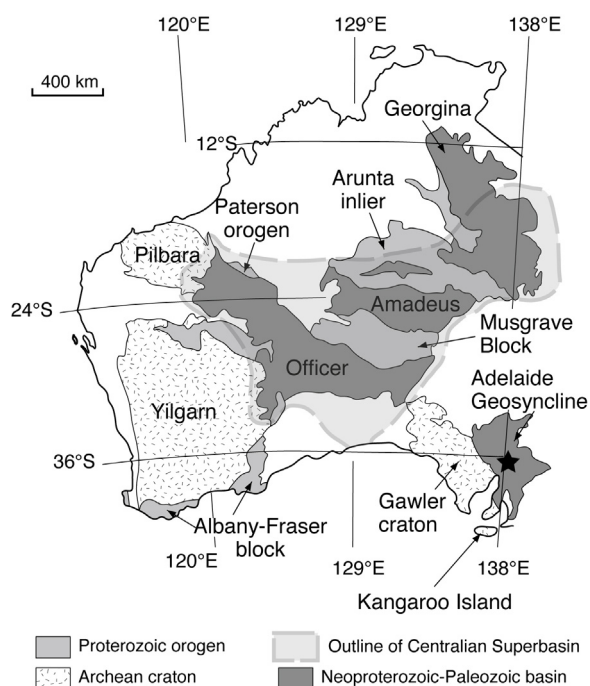 120°E
129°E
138°E
400 km
Georgina
12°S
Arunta
inlier
Paterson
orogen
Pilbara
24°S
Amadeus
Musgrave
Block
Officer
Adelaide
Geosyncline
Yilgarn
36°S
Gawler
craton
Albany-Fraser
block
120°E
129°E
138°E
Kangaroo Island
Proterozoic orogen
Outline of Centralian Superbasin
Archean craton
Neoproterozoic-Paleozoic basin